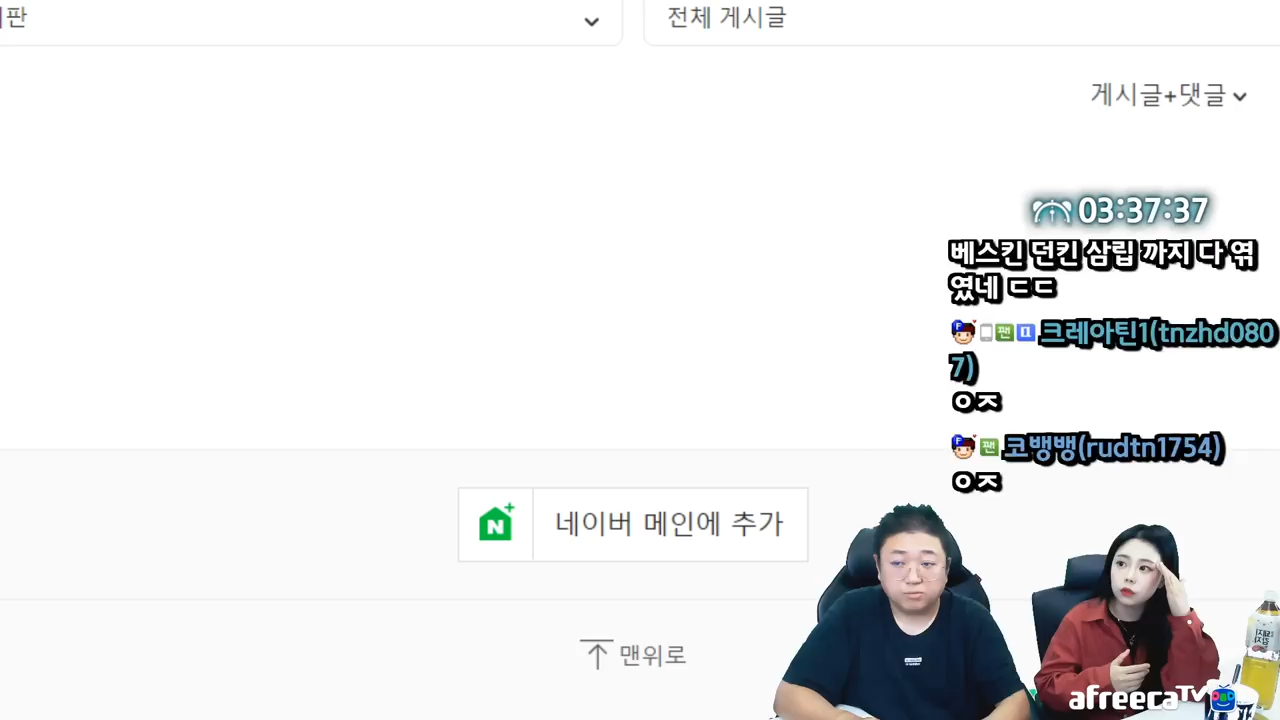 판
전체 게시글
게시글+댓글
03:37:37
베스킨 던킨 삼립 까지 다 엮
였네 ㄷㄷ
팬 크레아틴1(tnzhd080
7)
ㅇㅈ
팬 코뱅뱅(rudtn1754)
ㅇㅈ
N 네이버 메인에 추가
맨위로
afreecaTV